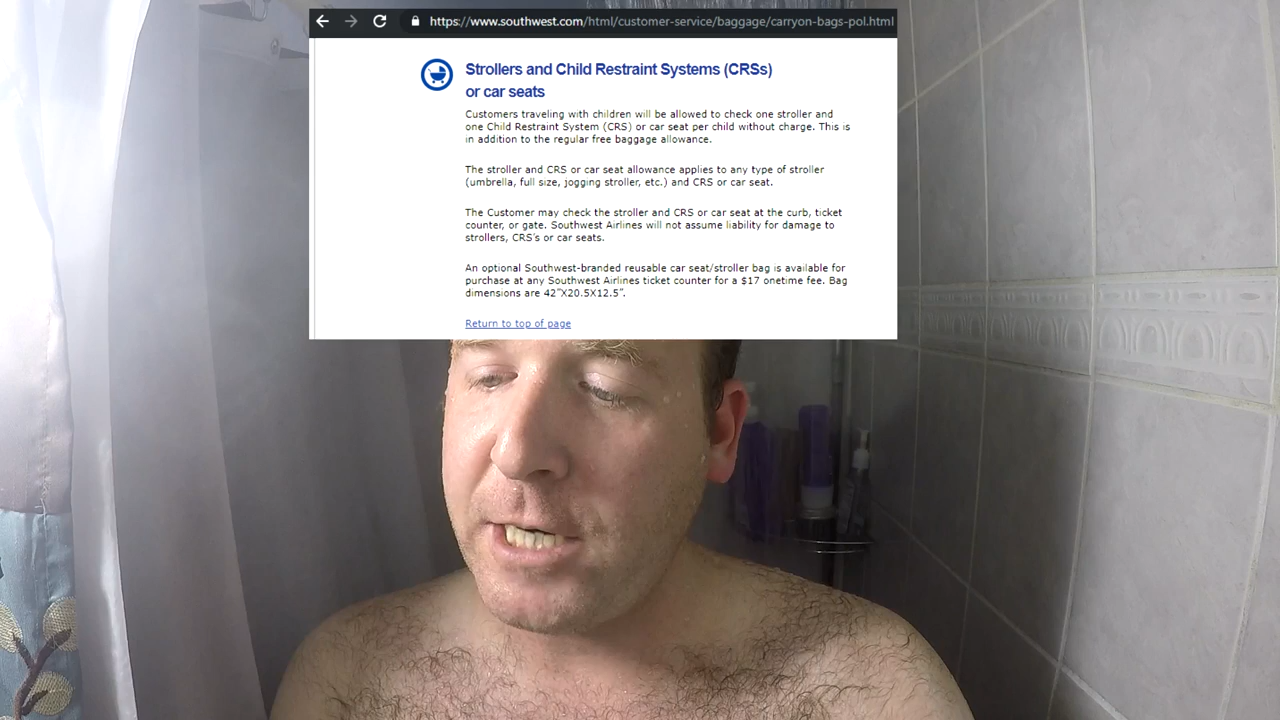 https://www.southwest.com/html/customer-service/baggage/carryon-bags-pol.html
Strollers and Child Restraint Systems (CRSs)
or car seats
Customers traveling with children will be allowed to check one stroller and
one Child Restraint System (CRS) or car seat per child without charge. This is
in addition to the regular free baggage allowance.
The stroller and CRS or car seat allowance applies to any type of stroller
(umbrella, full size, jogging stroller, etc.) and CRS or car seat.
The Customer may check the stroller and CRS or car seat at the curb, ticket
counter, or gate. Southwest Airlines will not assume liability for damage to
strollers, CRS's or car seats.
An optional Southwest-branded reusable car seat/stroller bag is available for
purchase at any Southwest Airlines ticket counter for a $17 onetime fee. Bag
dimensions are 42"X20.5X12.5".
Return to top of page